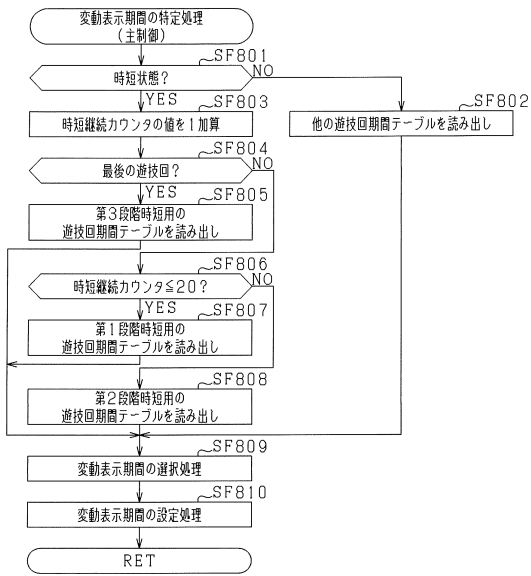 変動表示期間の特定処理
(主制御)
SF801
時短状態?
NO
YES
SF802
他の遊技回期間テーブルを読み出し
SF803
時短継続カウンタの値を1加算
SF804
最後の遊技回?
NO
YES
SF805
第3段階時短用の
遊技回期間テーブルを読み出し
SF806
時短継続カウンタ≦20?
NO
YES
SF807
第1段階時短用の
遊技回期間テーブルを読み出し
SF808
第2段階時短用の
遊技回期間テーブルを読み出し
SF809
変動表示期間の選択処理
SF810
変動表示期間の設定処理
RET